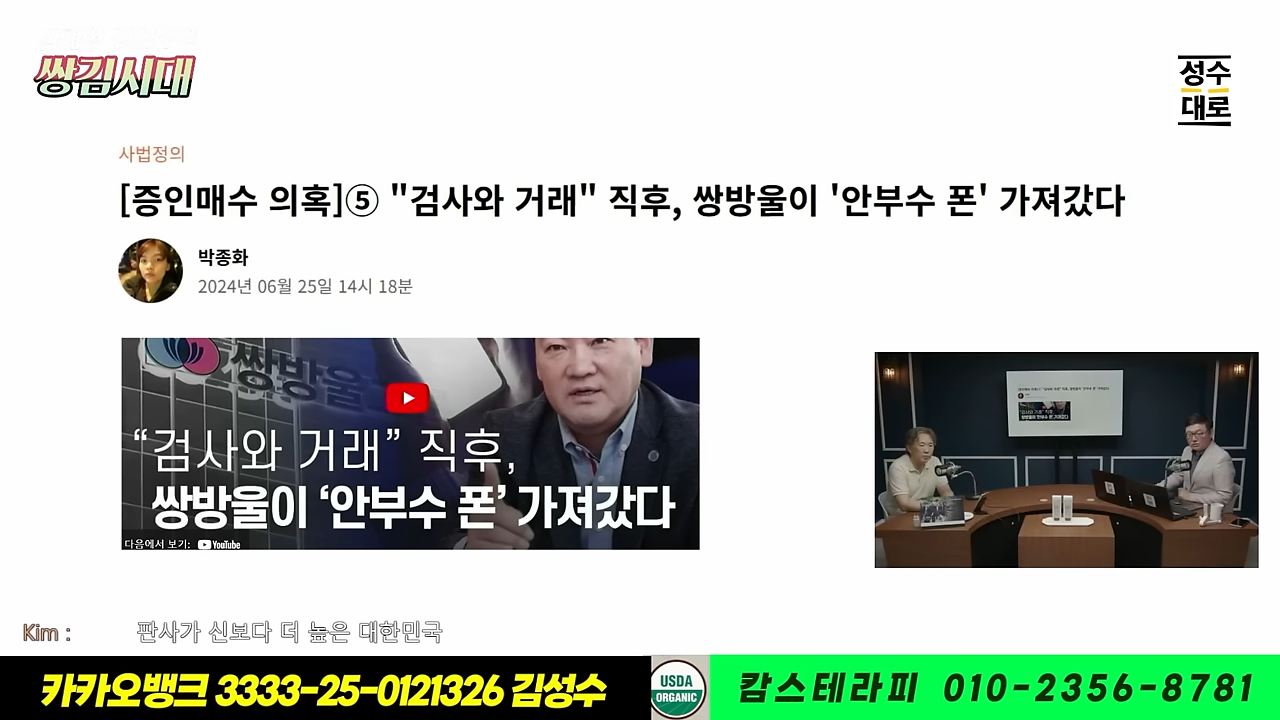 쌍김시대
성수
대로
사법정의
[증인매수 의혹]⑤ "검사와 거래" 직후, 쌍방울이 '안부수 폰' 가져갔다
박종화
2024년 06월 25일 14시 18분
쌍방울
“검사와 거래” 직후,
쌍방울이 ‘안부수 폰’ 가져갔다
다음에서 보기: YouTube
Kim : 판사가 신보다 더 높은 대한민국
카카오뱅크 3333-25-0121326 김성수
USDA
ORGANIC
캄스테라피 010-2356-8781